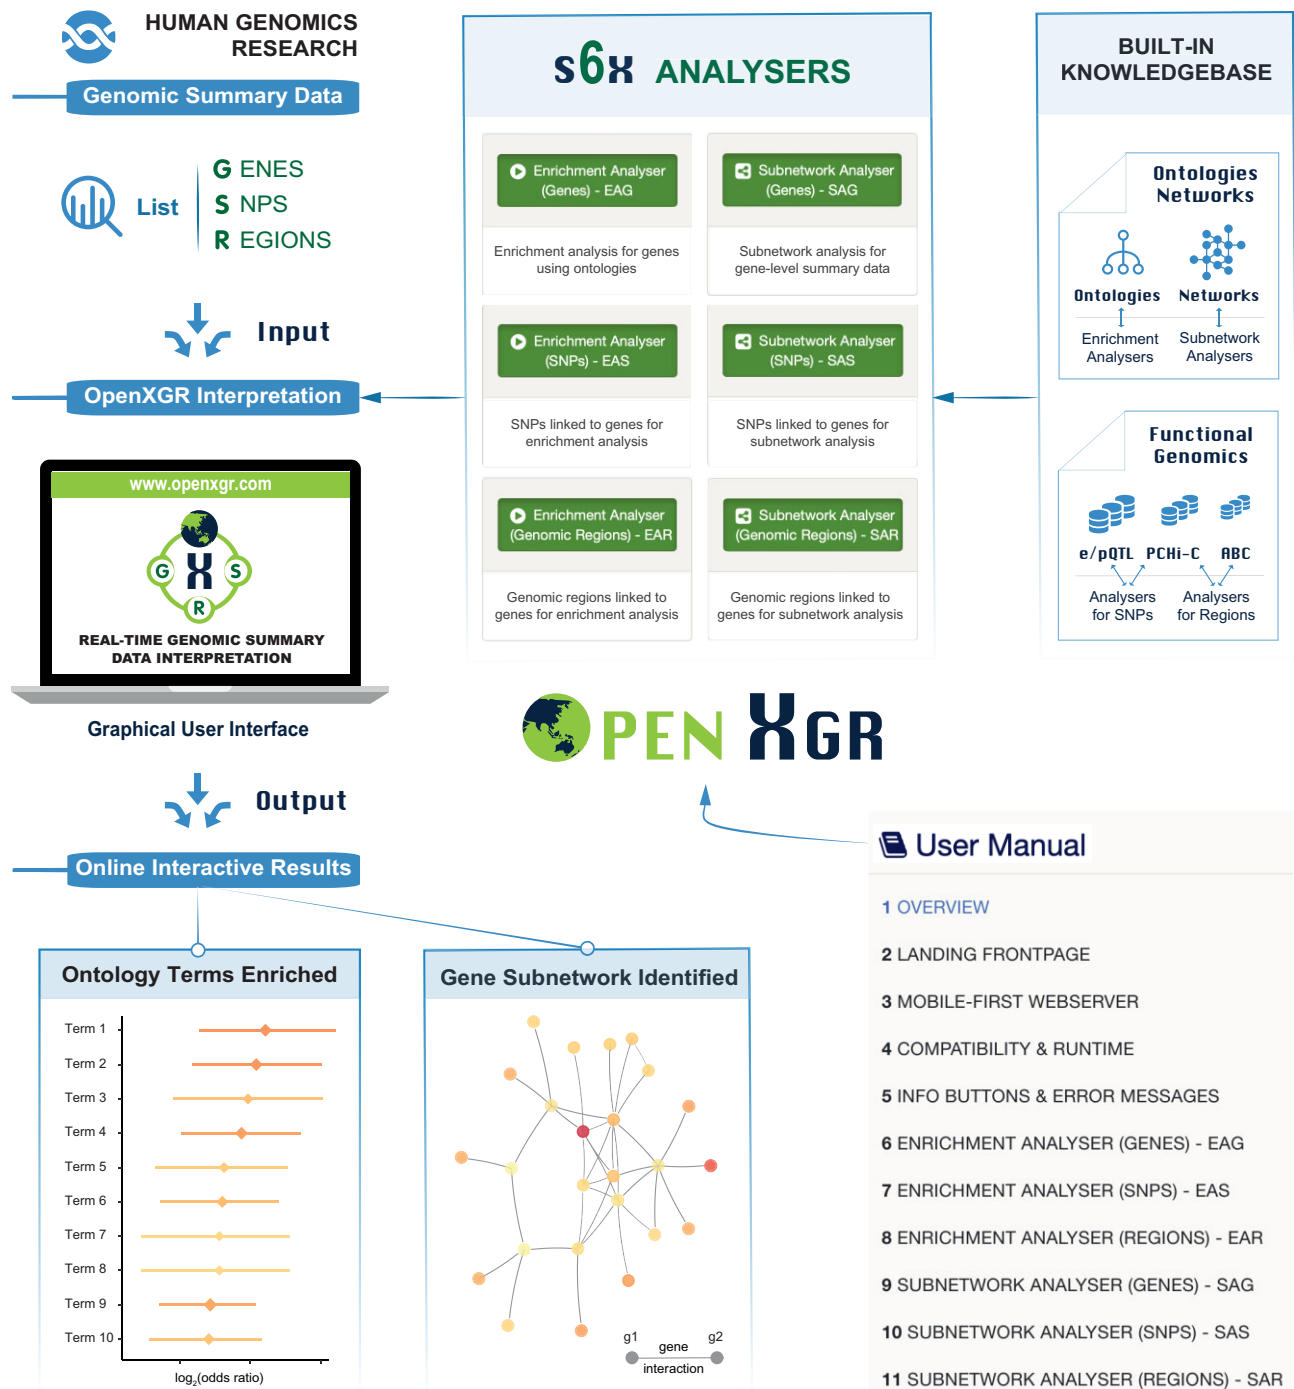 HUMAN GENOMICS
RESEARCH
Genomic Summary Data
List
G ENES
S NPS
R EGIONS
Input
OpenXGR Interpretation
www.openxgr.com
X
G
S
R
REAL-TIME GENOMIC SUMMARY
DATA INTERPRETATION
Graphical User Interface
Output
Online Interactive Results
s6x ANALYSERS
Enrichment Analyser
(Genes) - EAG
Enrichment analysis for genes
using ontologies
Subnetwork Analyser
(Genes) - SAG
Subnetwork analysis for
gene-level summary data
Enrichment Analyser
(SNPs) - EAS
SNPs linked to genes for
enrichment analysis
Subnetwork Analyser
(SNPs) - SAS
SNPs linked to genes for
subnetwork analysis
Enrichment Analyser
(Genomic Regions) - EAR
Genomic regions linked to
genes for enrichment analysis
Subnetwork Analyser
(Genomic Regions) - SAR
Genomic regions linked to
genes for subnetwork analysis
BUILT-IN
KNOWLEDGEBASE
Ontologies
Networks
Ontologies
Networks
Enrichment
Analysers
Subnetwork
Analysers
Functional
Genomics
e/pQTL
PCHi-C
ABC
Analysers
for SNPs
Analysers
for Regions
PEN XGR
Ontology Terms Enriched
Term 1
Term 2
Term 3
Term 4
Term 5
Term 6
Term 7
Term 8
Term 9
Term 10
log2(odds ratio)
Gene Subnetwork Identified
g1
g2
gene
interaction
User Manual
1 OVERVIEW
2 LANDING FRONTPAGE
3 MOBILE-FIRST WEBSERVER
4 COMPATIBILITY & RUNTIME
5 INFO BUTTONS & ERROR MESSAGES
6 ENRICHMENT ANALYSER (GENES) - EAG
7 ENRICHMENT ANALYSER (SNPS) - EAS
8 ENRICHMENT ANALYSER (REGIONS) - EAR
9 SUBNETWORK ANALYSER (GENES) - SAG
10 SUBNETWORK ANALYSER (SNPS) - SAS
11 SUBNETWORK ANALYSER (REGIONS) - SAR